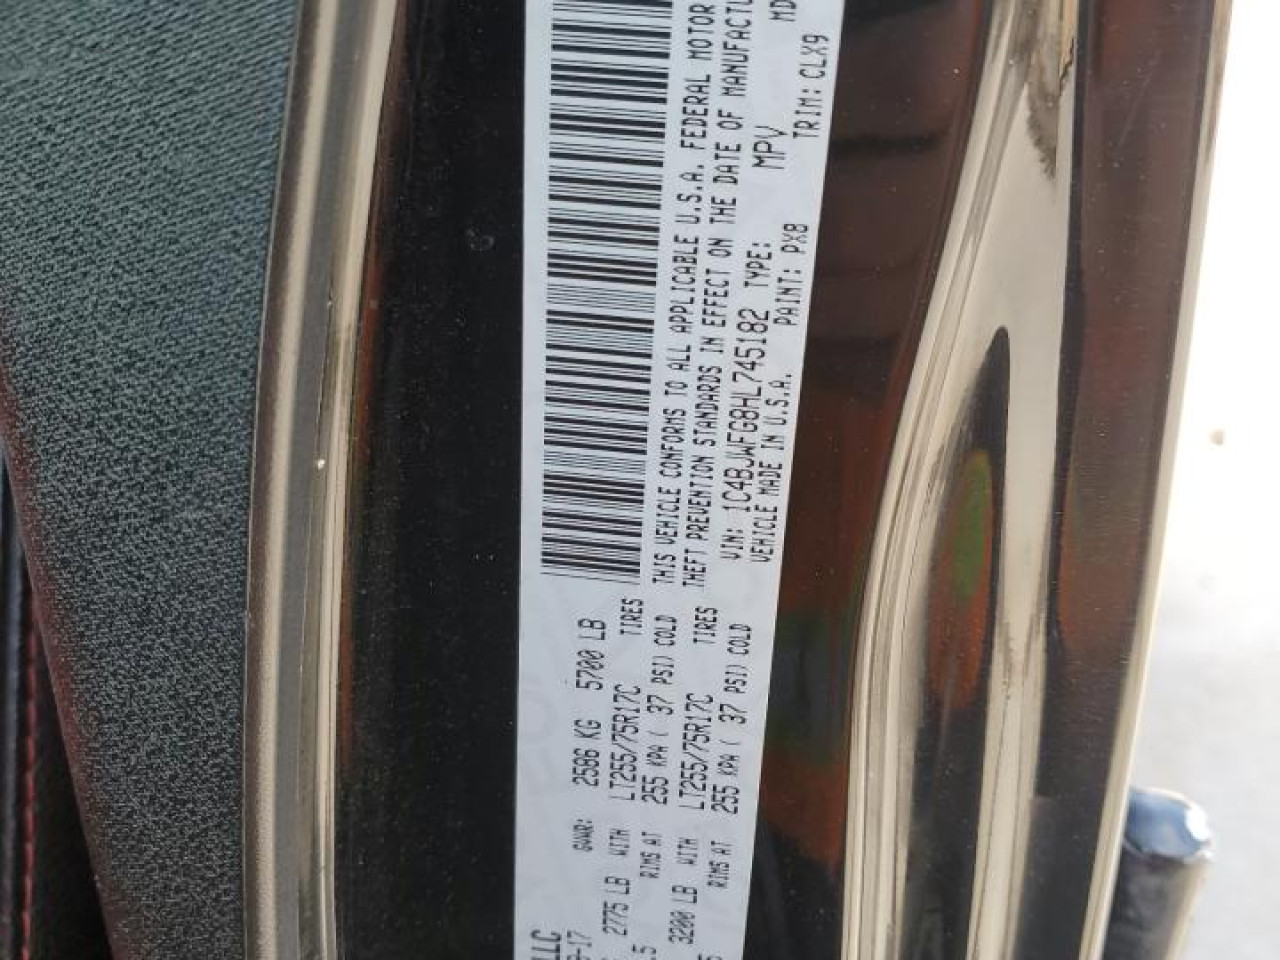 LLC
-17 GVWR: 2586 KG 5700 LB
2775 LB WITH LT255/75R17C TIRES
.5 RIMS AT 255 KPA ( 37 PSI) COLD
3200 LB WITH LT255/75R17C TIRES
RIMS AT 255 KPA ( 37 PSI) COLD
THIS VEHICLE CONFORMS TO ALL APPLICABLE U.S.A. FEDERAL MOTOR
THEFT PREVENTION STANDARDS IN EFFECT ON THE DATE OF MANUFACTU
VIN: 1C4BJWFG8HL745182 TYPE: MPV MD
VEHICLE MADE IN U.S.A. PAINT: PX8 TRIM: CLX9